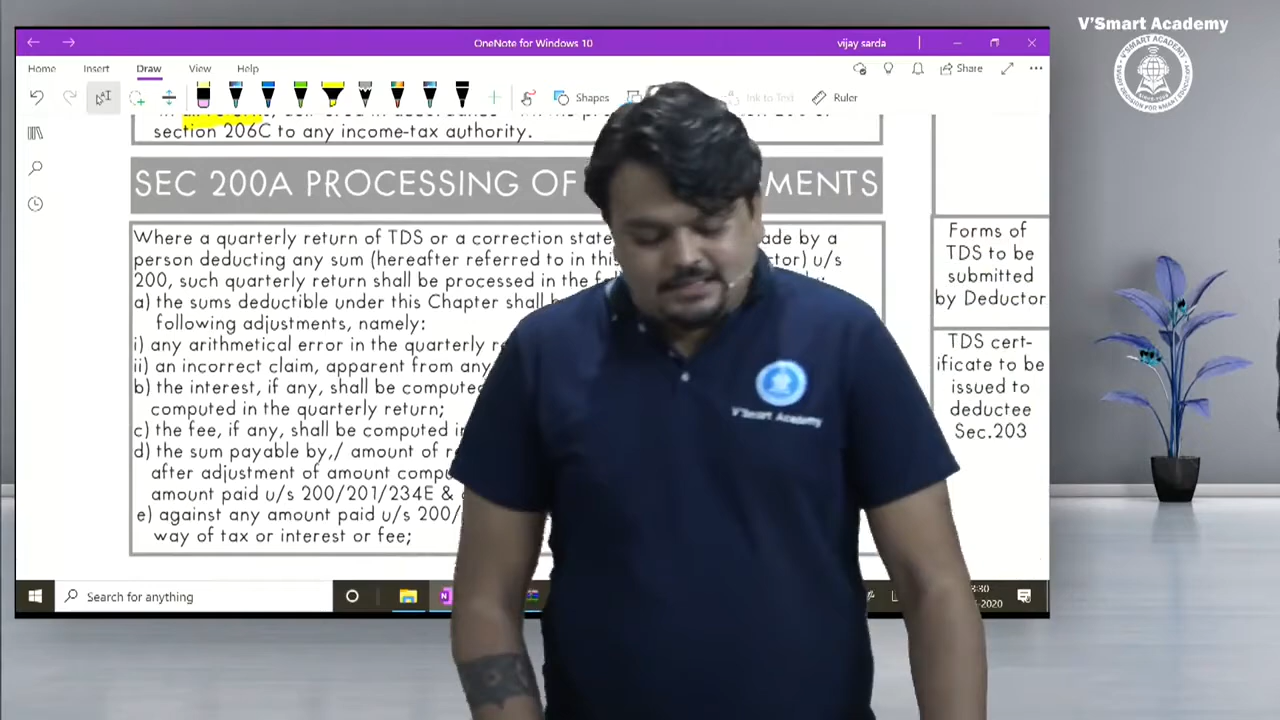 V'Smart Academy
OneNote for Windows 10
vijay sarda
Home Insert Draw View Help
Share
Shapes
Ink to Text
Ruler
section 206C to any income-tax authority.
SEC 200A PROCESSING OF MENTS
Where a quarterly return of TDS or a correction state ade by a
person deducting any sum (hereafter referred to in this ctor) u/s
200, such quarterly return shall be processed in the
a) the sums deductible under this Chapter shall
following adjustments, namely:
i) any arithmetical error in the quarterly
ii) an incorrect claim, apparent from any
b) the interest, if any, shall be computed
computed in the quarterly return;
c) the fee, if any, shall be computed
d) the sum payable by,/ amount of
after adjustment of amount
amount paid u/s 200/201/234E &
e) against any amount paid u/s 200/
way of tax or interest or fee;
Forms of
TDS to be
submitted
by Deductor
TDS cert-
ificate to be
issued to
deductee
Sec.203
V'Smart Academy
Search for anything
:30
2020